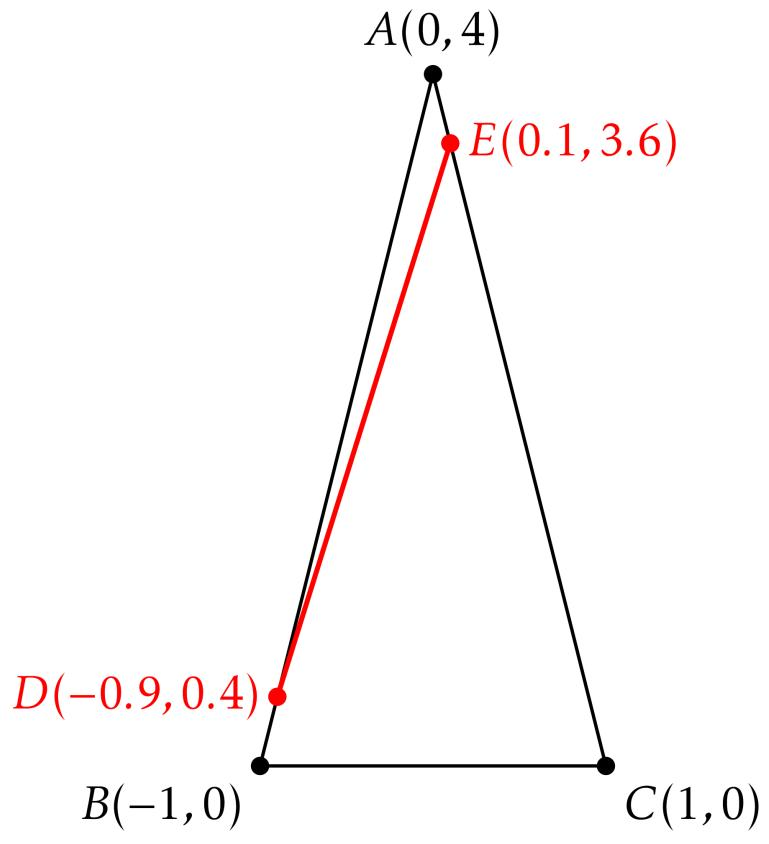 A(0, 4)
E(0.1, 3.6)
D(−0.9, 0.4)
B(−1, 0)
C(1, 0)